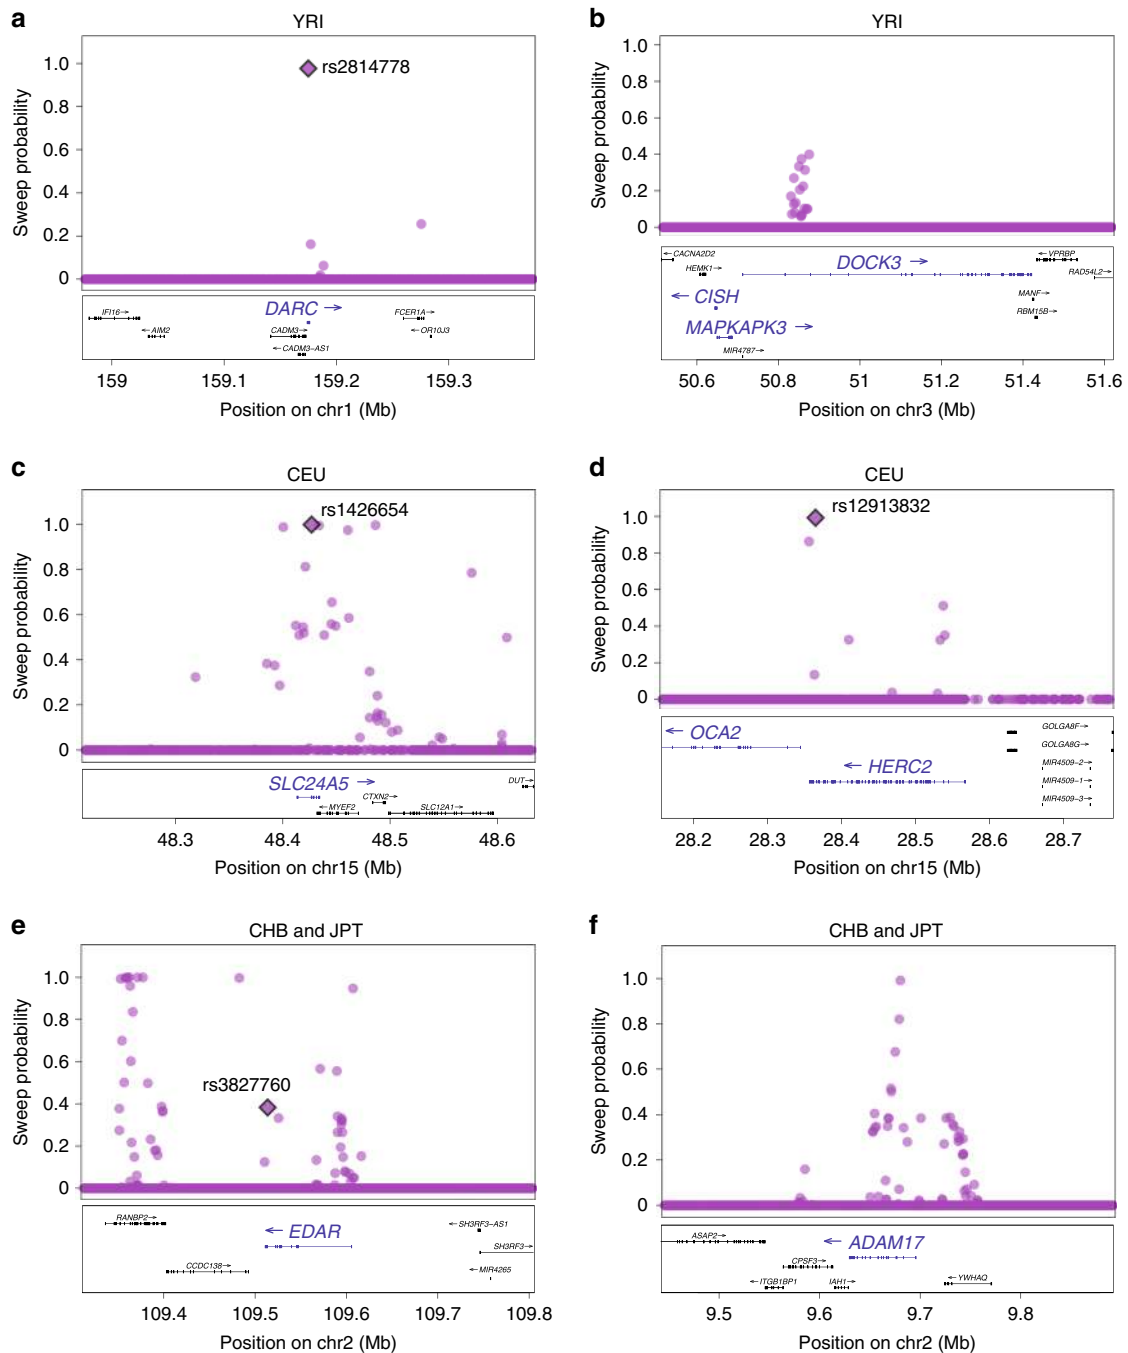 a
YRI
Sweep probability
1.0
0.8
0.6
0.4
0.2
0
rs2814778
DARC →
IFI16→
←AIM2
CADM3→
←CADM3–AS1
FCER1A→
←OR10J3
159
159.1
159.2
159.3
Position on chr1 (Mb)
b
YRI
Sweep probability
1.0
0.8
0.6
0.4
0.2
0
←CACNA2D2
HEMK1→
DOCK3 →
← CISH
MAPKAPK3 →
MIR4787→
→VPRBP
RAD54L2→
MANF→
RBM15B→
50.6
50.8
51
51.2
51.4
51.6
Position on chr3 (Mb)
c
CEU
Sweep probability
1.0
0.8
0.6
0.4
0.2
0
rs1426654
SLC24A5 →
CTXN2→
←MYEF2
SLC12A1→
DUT→
48.3
48.4
48.5
48.6
Position on chr15 (Mb)
d
CEU
Sweep probability
1.0
0.8
0.6
0.4
0.2
0
rs12913832
← OCA2
← HERC2
GOLGA8F→
GOLGA8G→
MIR4509–2→
MIR4509–1→
MIR4509–3→
28.2
28.3
28.4
28.5
28.6
28.7
Position on chr15 (Mb)
e
CHB and JPT
Sweep probability
1.0
0.8
0.6
0.4
0.2
0
rs3827760
RANBP2→
CCDC138→
← EDAR
←SH3RF3–AS1
SH3RF3→
←MIR4265
109.4
109.5
109.6
109.7
109.8
Position on chr2 (Mb)
f
CHB and JPT
Sweep probability
1.0
0.8
0.6
0.4
0.2
0
ASAP2→
CPSF3→
←ITGB1BP1
IAH1→
← ADAM17
←YWHAQ
9.5
9.6
9.7
9.8
Position on chr2 (Mb)